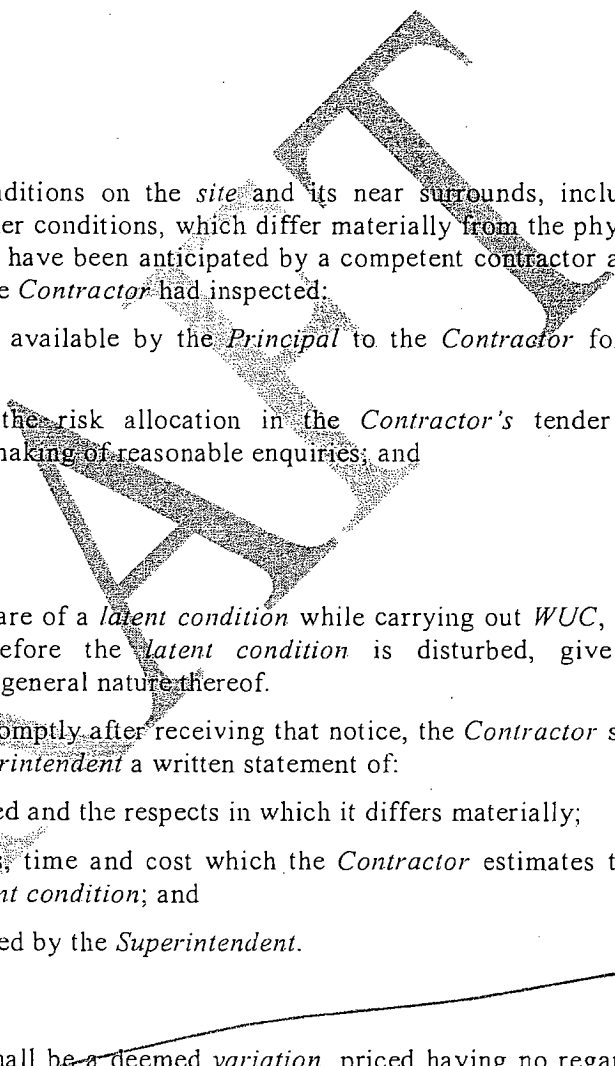 nditions on the site and its near surrounds, inclu
er conditions, which differ materially from the phy
have been anticipated by a competent contractor a
e Contractor had inspected:
available by the Principal to the Contractor fo
the risk allocation in the Contractor's tender
naking of reasonable enquiries; and
are of a latent condition while carrying out WUC,
efore the latent condition is disturbed, give
general nature thereof.
omptly after receiving that notice, the Contractor s
rintendent a written statement of:
ed and the respects in which it differs materially;
s, time and cost which the Contractor estimates t
nt condition; and
ed by the Superintendent.
hall be a deemed variation, priced having no regar